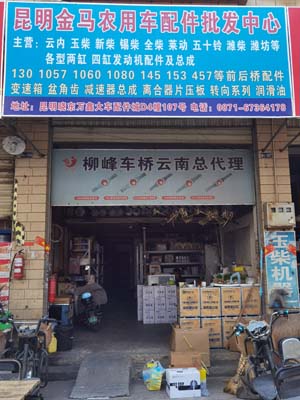 昆明金马农用车配件批发中心
主营：云内 玉柴 新柴 锡柴 全柴 莱动 五十铃 潍柴 潍坊等
各型两缸 四缸发动机配件及总成
130 1057 1060 1080 145 153 457等前后桥配件
变速箱 盆角齿 减速器总成 离合器片压板 转向系列 润滑油
地址：昆明晓东万鑫大车配件城D4幢107号 电话：0871-67364178
柳峰车桥云南总代理
玉柴机器